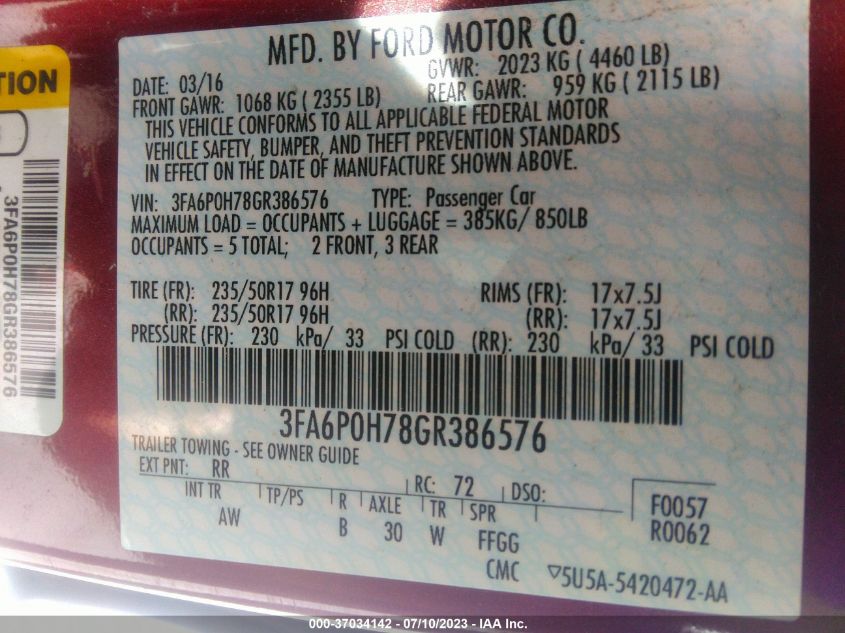 TION
3FA6P0H78GR386576
MFD. BY FORD MOTOR CO.
DATE: 03/16 GVWR: 2023 KG ( 4460 LB)
FRONT GAWR: 1068 KG ( 2355 LB) REAR GAWR: 959 KG ( 2115 LB)
THIS VEHICLE CONFORMS TO ALL APPLICABLE FEDERAL MOTOR
VEHICLE SAFETY, BUMPER, AND THEFT PREVENTION STANDARDS
IN EFFECT ON THE DATE OF MANUFACTURE SHOWN ABOVE.
VIN: 3FA6P0H78GR386576 TYPE: Passenger Car
MAXIMUM LOAD = OCCUPANTS + LUGGAGE = 385KG/ 850LB
OCCUPANTS = 5 TOTAL; 2 FRONT, 3 REAR
TIRE (FR): 235/50R17 96H RIMS (FR): 17x7.5J
(RR): 235/50R17 96H (RR): 17x7.5J
PRESSURE (FR): 230 kPa/ 33 PSI COLD (RR): 230 kPa/ 33 PSI COLD
3FA6P0H78GR386576
TRAILER TOWING - SEE OWNER GUIDE
EXT PNT: RR RC: 72 DSO: F0057
INT TR TP/PS R AXLE TR SPR R0062
AW B 30 W FFGG
CMC ▽5U5A-5420472-AA
000-37034142 - 07/10/2023 - © IAA Inc.